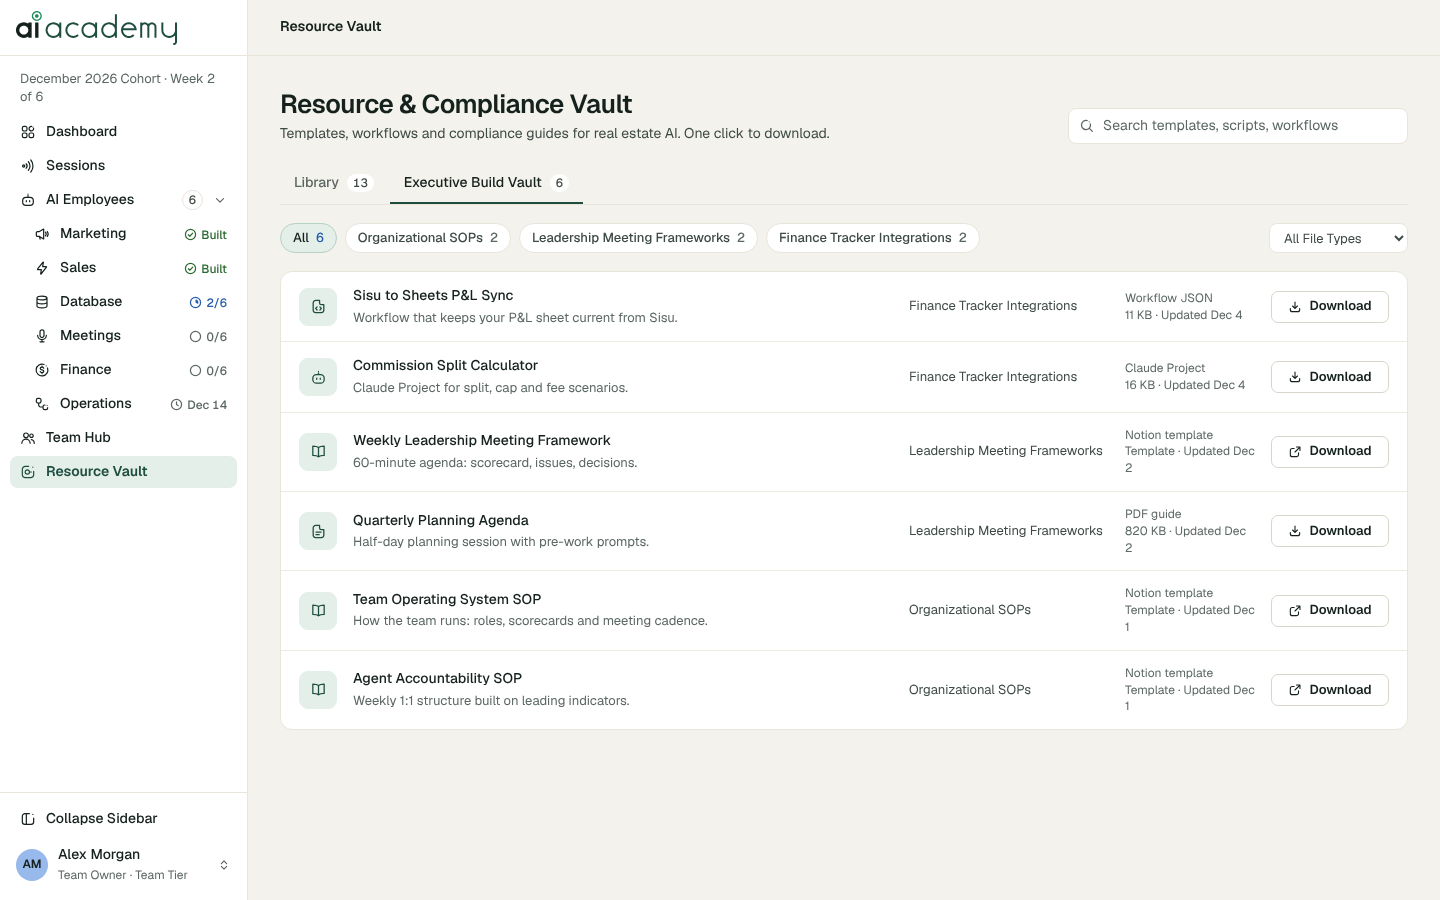 ai academy
Resource Vault
December 2026 Cohort · Week 2
of 6
Dashboard
Sessions
AI Employees 6
Marketing Built
Sales Built
Database 2/6
Meetings 0/6
Finance 0/6
Operations Dec 14
Team Hub
Resource Vault
Collapse Sidebar
AM
Alex Morgan
Team Owner · Team Tier
Resource & Compliance Vault
Templates, workflows and compliance guides for real estate AI. One click to download.
Search templates, scripts, workflows
Library 13 Executive Build Vault 6
All 6 Organizational SOPs 2 Leadership Meeting Frameworks 2 Finance Tracker Integrations 2 All File Types
Sisu to Sheets P&L Sync
Workflow that keeps your P&L sheet current from Sisu.
Finance Tracker Integrations
Workflow JSON
11 KB · Updated Dec 4
Download
Commission Split Calculator
Claude Project for split, cap and fee scenarios.
Finance Tracker Integrations
Claude Project
16 KB · Updated Dec 4
Download
Weekly Leadership Meeting Framework
60-minute agenda: scorecard, issues, decisions.
Leadership Meeting Frameworks
Notion template
Template · Updated Dec
2
Download
Quarterly Planning Agenda
Half-day planning session with pre-work prompts.
Leadership Meeting Frameworks
PDF guide
820 KB · Updated Dec
2
Download
Team Operating System SOP
How the team runs: roles, scorecards and meeting cadence.
Organizational SOPs
Notion template
Template · Updated Dec
1
Download
Agent Accountability SOP
Weekly 1:1 structure built on leading indicators.
Organizational SOPs
Notion template
Template · Updated Dec
1
Download